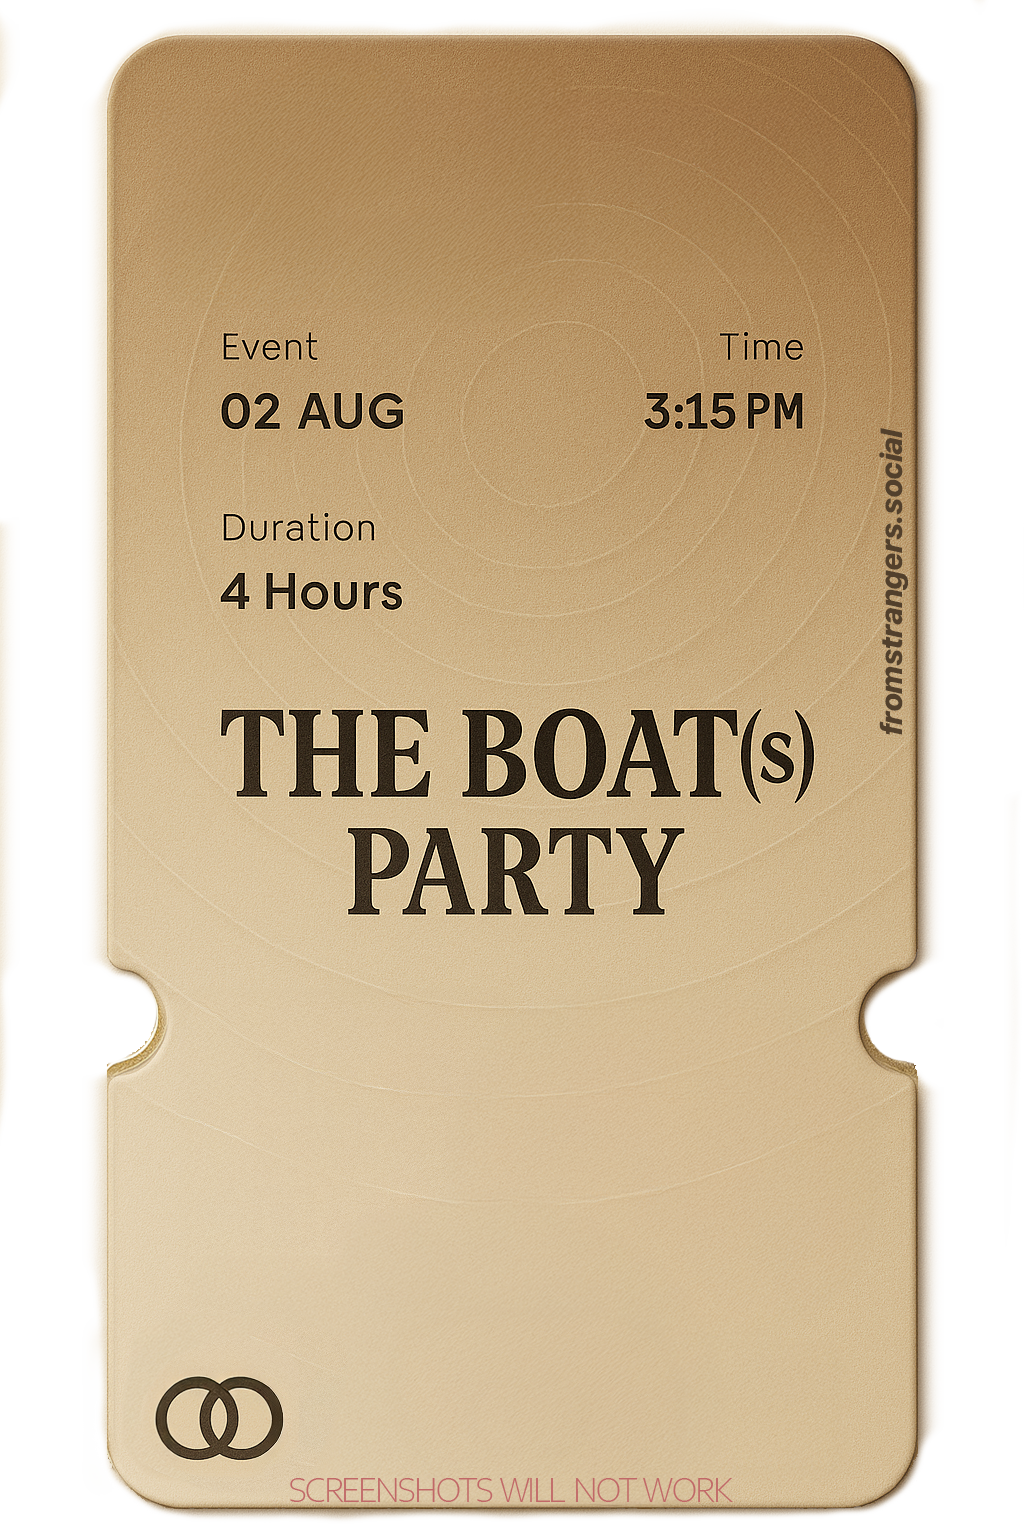 Event
Time
02 AUG
3:15 PM
Duration
4 Hours
fromstrangers.social
THE BOAT(s)
PARTY
SCREENSHOTS WILL NOT WORK